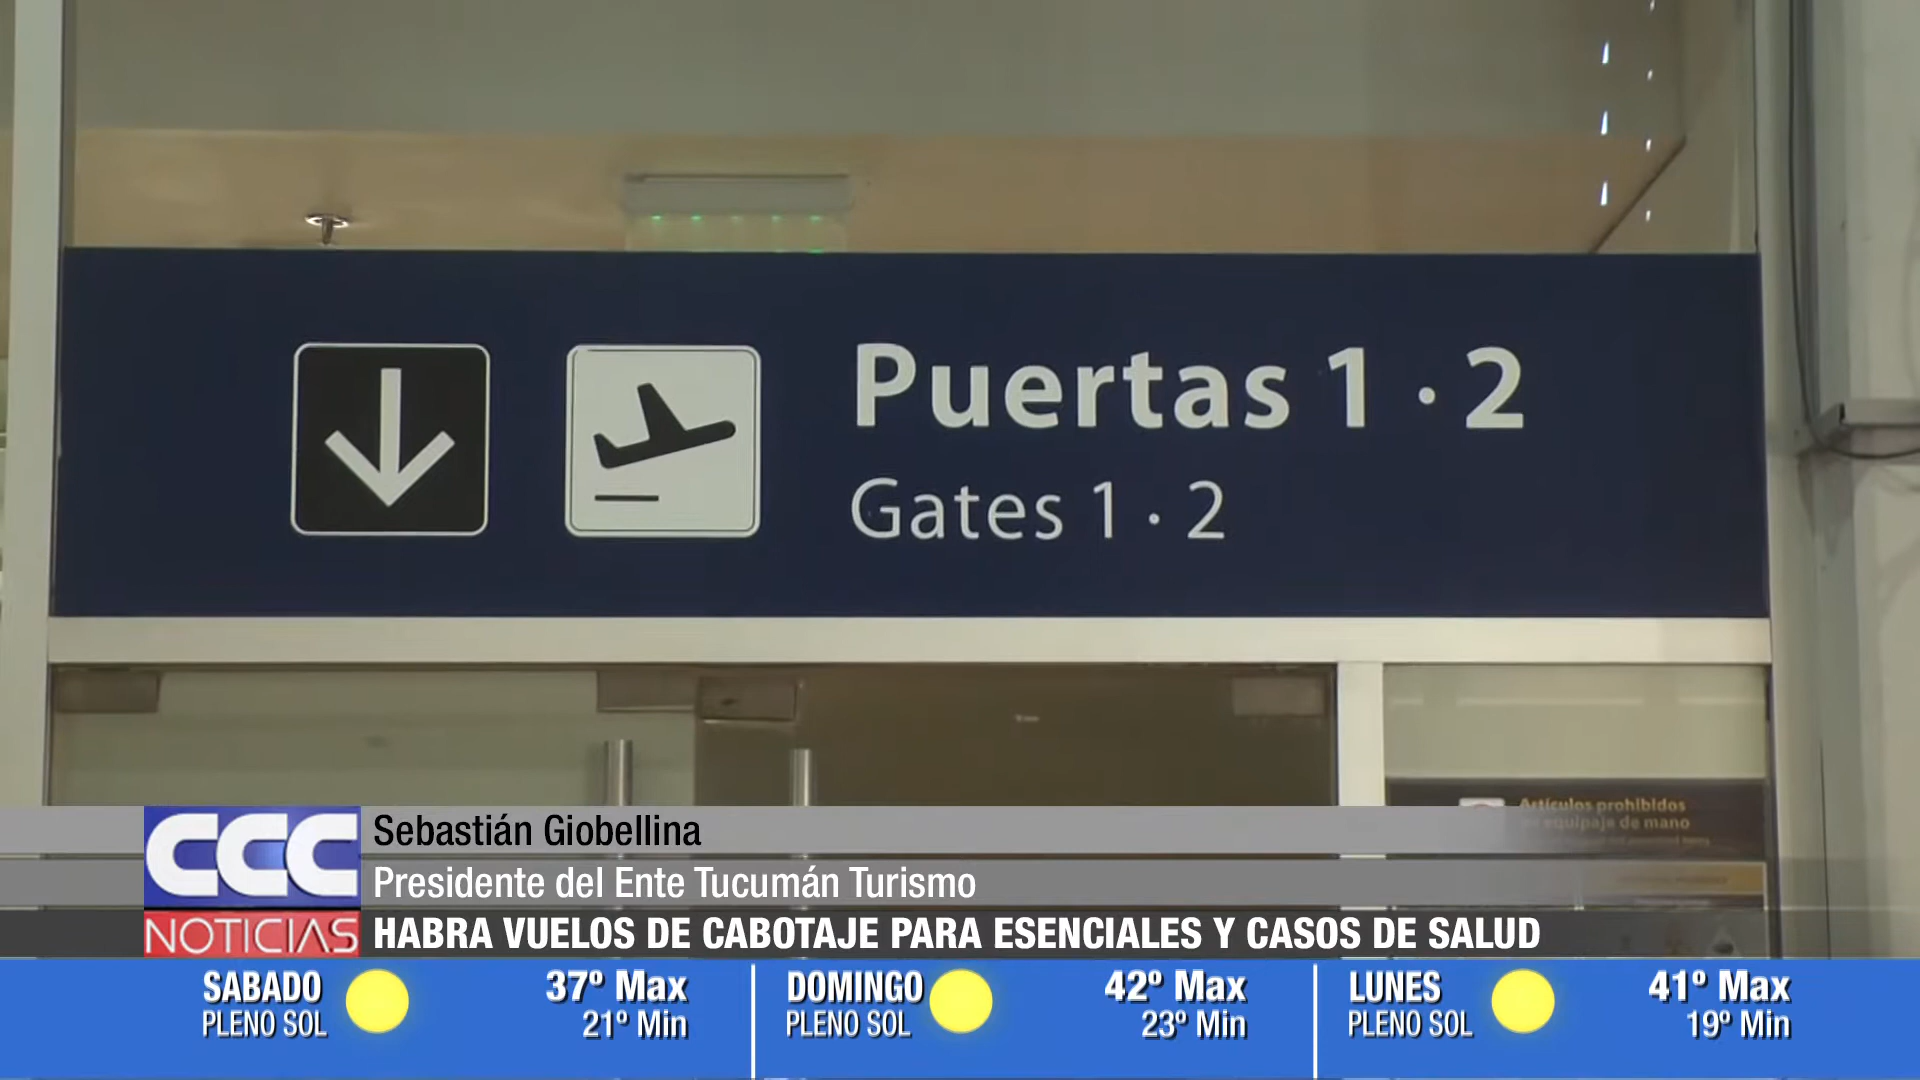 Puertas 1 · 2
Gates 1 · 2
Artículos prohibidos
equipaje de mano
Sebastián Giobellina
Presidente del Ente Tucumán Turismo
CCC
NOTICIAS
HABRA VUELOS DE CABOTAJE PARA ESENCIALES Y CASOS DE SALUD
SABADO
PLENO SOL
37º Max
21º Min
DOMINGO
PLENO SOL
42º Max
23º Min
LUNES
PLENO SOL
41º Max
19º Min